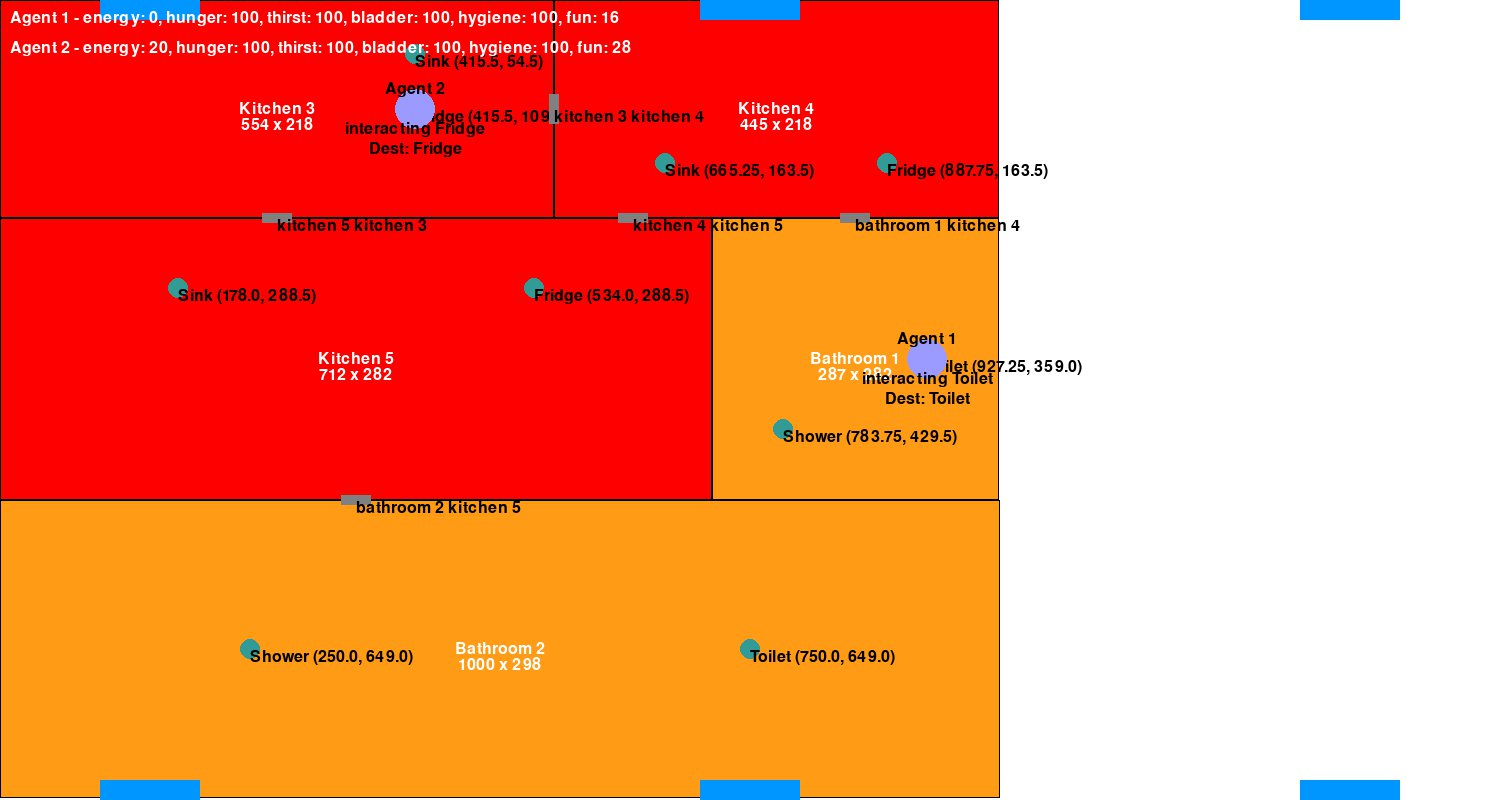 Agent 1 - energy: 0, hunger: 100, thirst: 100, bladder: 100, hygiene: 100, fun: 16
Agent 2 - energy: 20, hunger: 100, thirst: 100, bladder: 100, hygiene: 100, fun: 28
Sink (415.5, 54.5)
Agent 2
Kitchen 3
554 x 218
(415.5, 109
kitchen 3 kitchen 4
interacting Fridge
Dest: Fridge
Kitchen 4
445 x 218
Sink (665.25, 163.5)
Fridge (887.75, 163.5)
kitchen 5 kitchen 3
kitchen 4 kitchen 5
bathroom 1 kitchen 4
Sink (178.0, 288.5)
Fridge (534.0, 288.5)
Kitchen 5
712 x 282
Agent 1
Bathroom 1
287 x 282
(927.25, 359.0)
interacting Toilet
Dest: Toilet
Shower (783.75, 429.5)
bathroom 2 kitchen 5
Shower (250.0, 649.0)
Bathroom 2
1000 x 298
Toilet (750.0, 649.0)